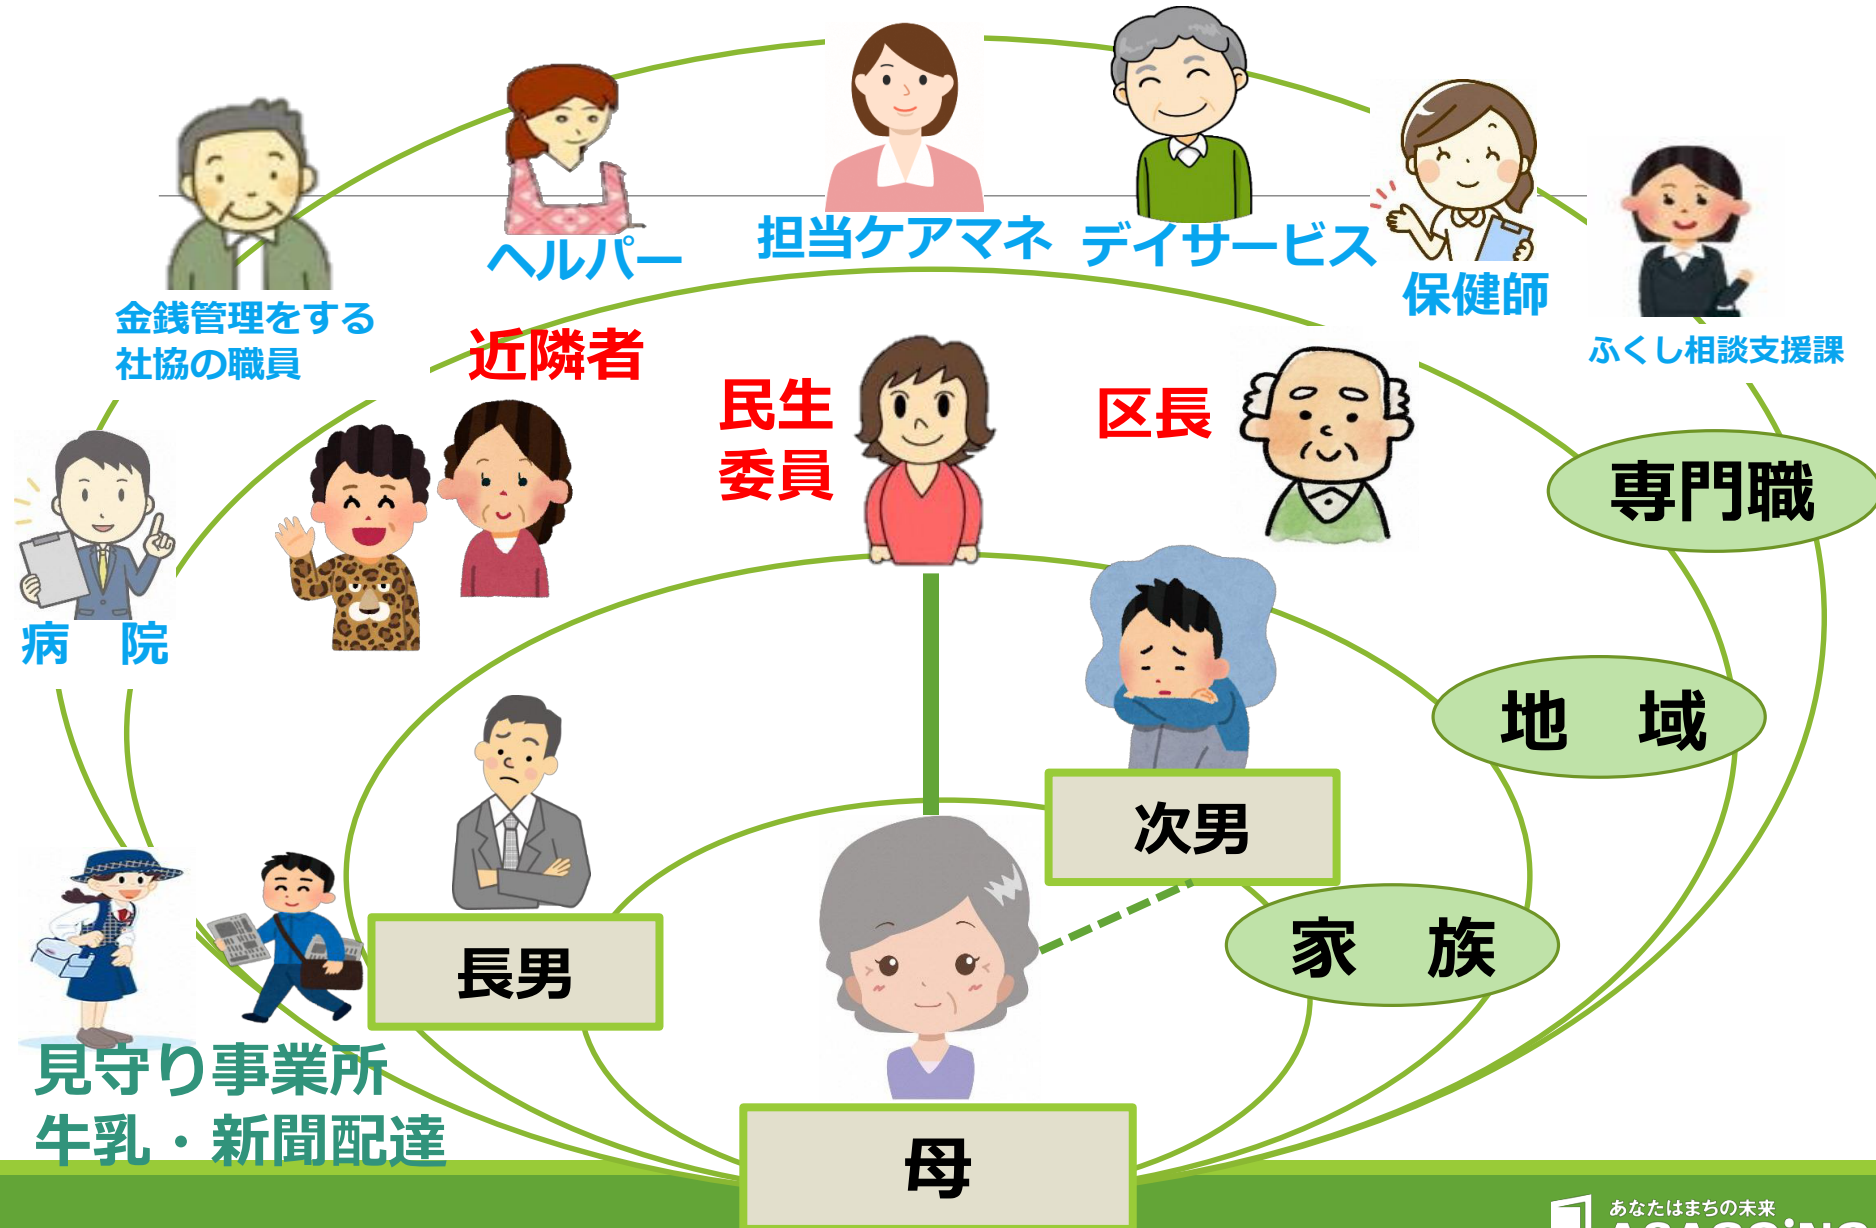 ヘルパー
担当ケアマネ
デイサービス
保健師
金銭管理をする
社協の職員
ふくし相談支援課
近隣者
民生
委員
区長
専門職
病　院
地　域
次男
家　族
長男
見守り事業所
牛乳・新聞配達
母
あなたはまちの未来